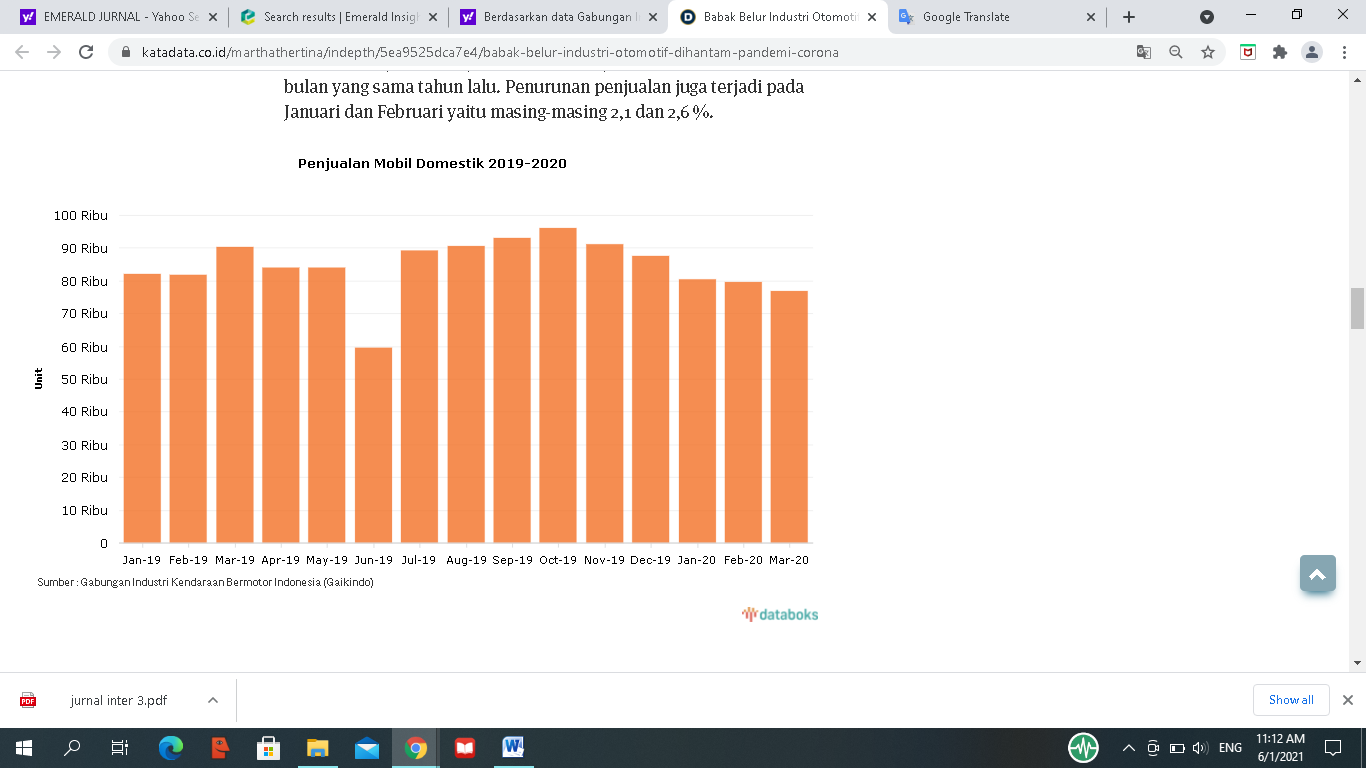 EMERALD JURNAL - Yahoo Se
Search results | Emerald Insigh
Berdasarkan data Gabungan I
Babak Belur Industri Otomotif
Google Translate
katadata.co.id/marthathertina/indepth/5ea9525dca7e4/babak-belur-industri-otomotif-dihantam-pandemi-corona
bulan yang sama tahun lalu. Penurunan penjualan juga terjadi pada
Januari dan Februari yaitu masing-masing 2,1 dan 2,6 %.
Penjualan Mobil Domestik 2019-2020
100 Ribu
90 Ribu
80 Ribu
70 Ribu
60 Ribu
50 Ribu
40 Ribu
30 Ribu
20 Ribu
10 Ribu
0
Unit
Jan-19 Feb-19 Mar-19 Apr-19 May-19 Jun-19 Jul-19 Aug-19 Sep-19 Oct-19 Nov-19 Dec-19 Jan-20 Feb-20 Mar-20
Sumber : Gabungan Industri Kendaraan Bermotor Indonesia (Gaikindo)
databoks
PDF
jurnal inter 3.pdf
Show all
ENG
11:12 AM
6/1/2021